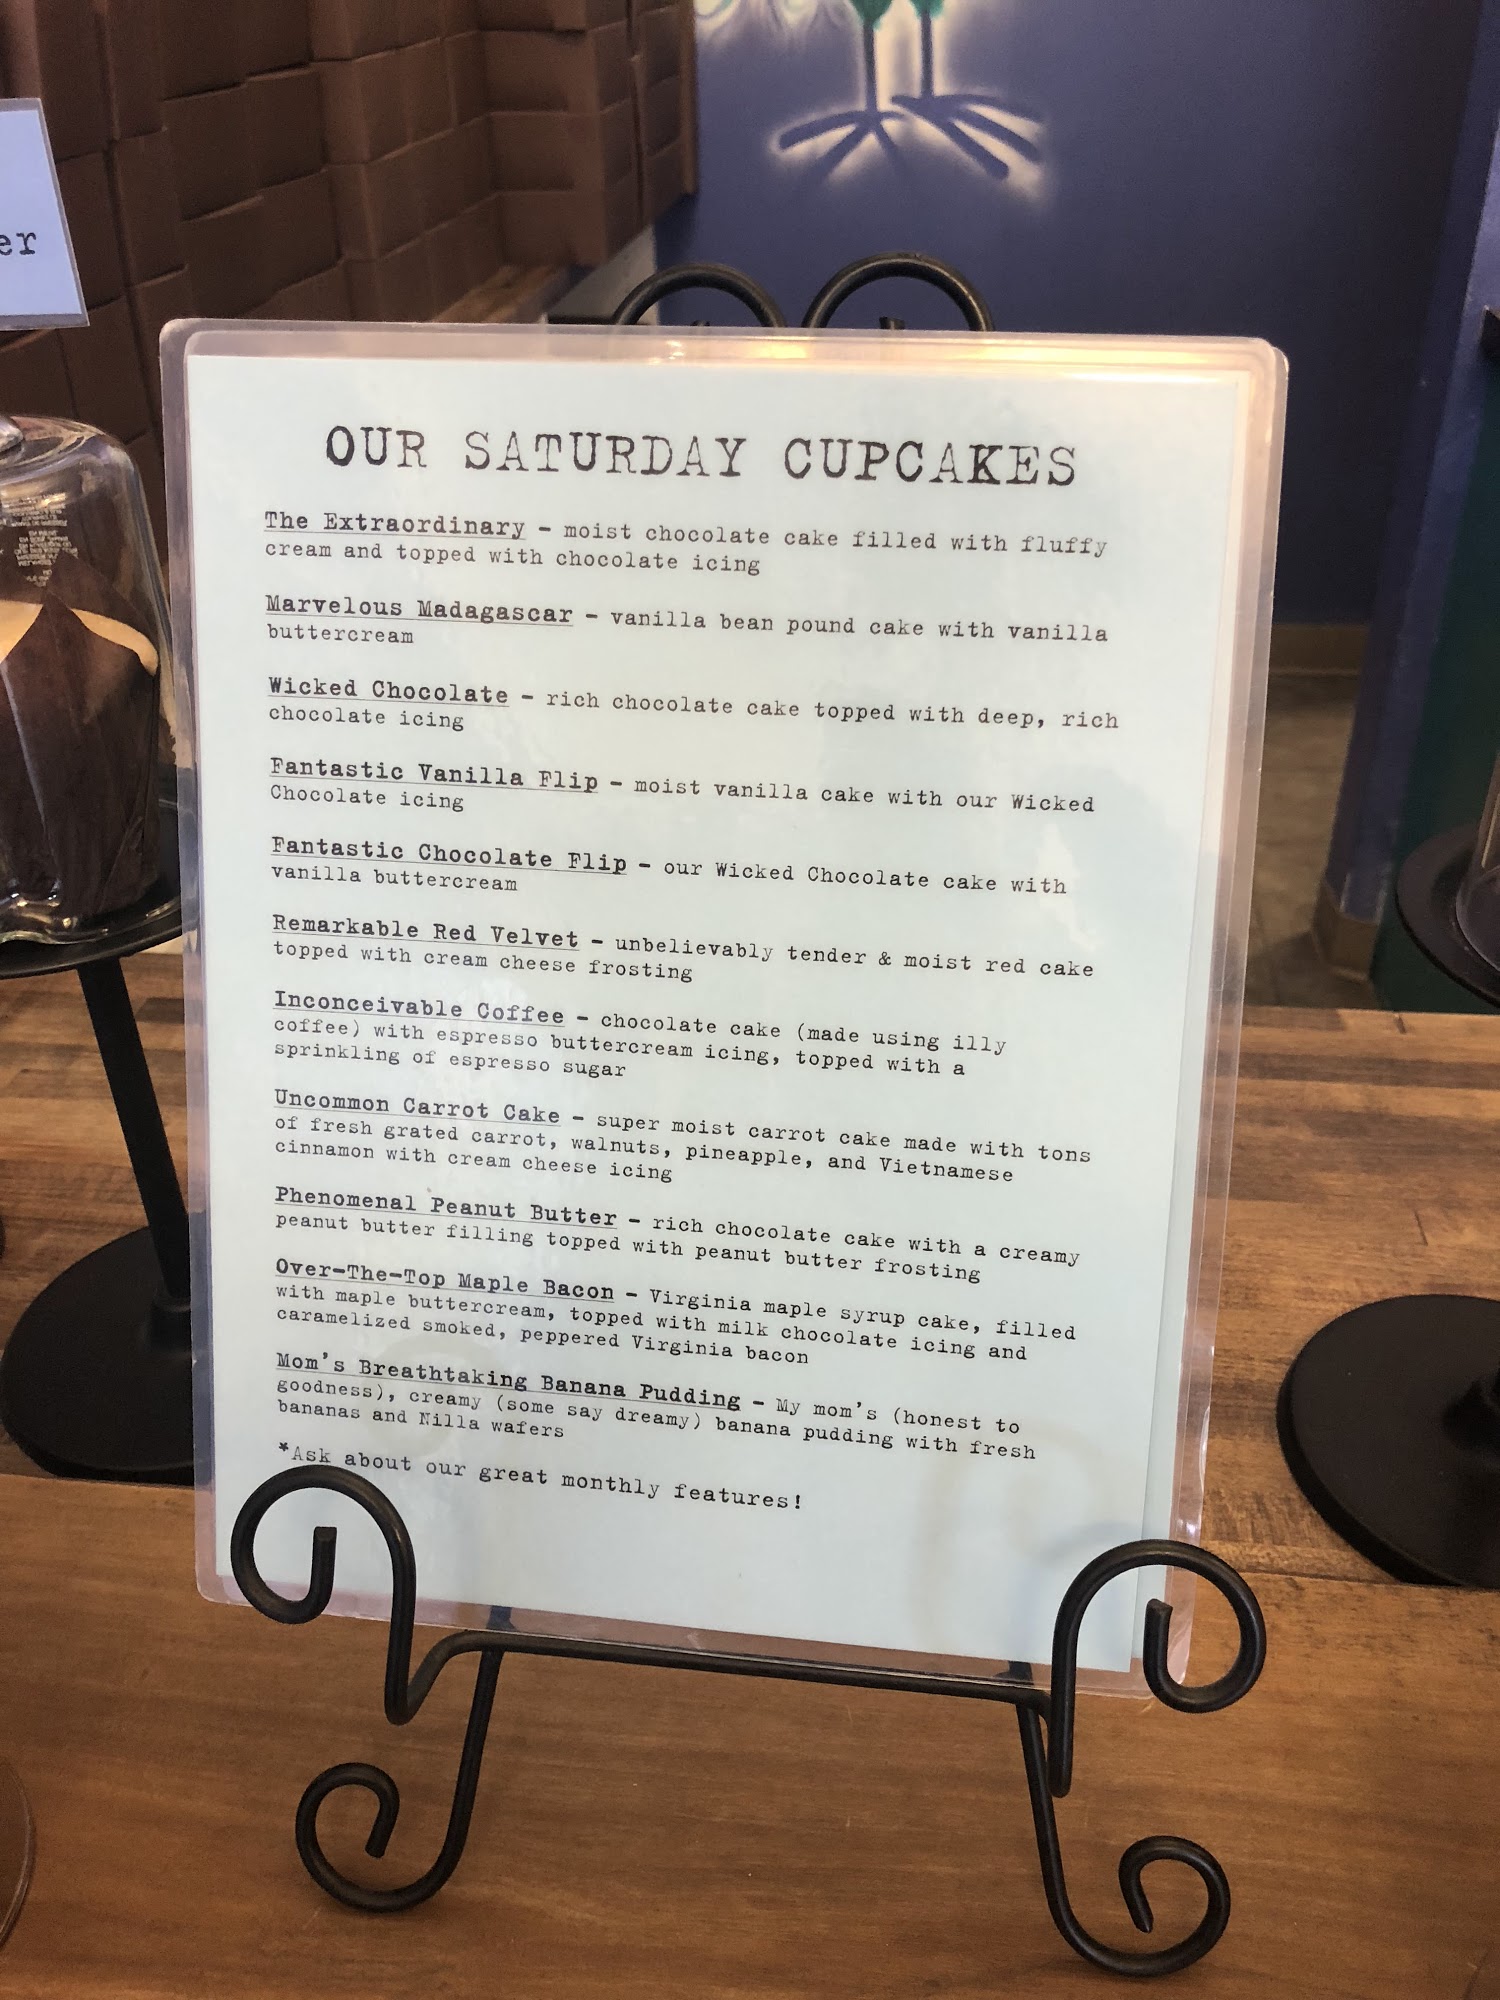 er
OUR SATURDAY CUPCAKES
The Extraordinary - moist chocolate cake filled with fluffy
cream and topped with chocolate icing
Marvelous Madagascar - vanilla bean pound cake with vanilla
buttercream
Wicked Chocolate - rich chocolate cake topped with deep, rich
chocolate icing
Fantastic Vanilla Flip - moist vanilla cake with our Wicked
Chocolate icing
Fantastic Chocolate Flip - our Wicked Chocolate cake with
vanilla buttercream
Remarkable Red Velvet - unbelievably tender & moist red cake
topped with cream cheese frosting
Inconceivable Coffee - chocolate cake (made using illy
coffee) with espresso buttercream icing, topped with a
sprinkling of espresso sugar
Uncommon Carrot Cake - super moist carrot cake made with tons
of fresh grated carrot, walnuts, pineapple, and Vietnamese
cinnamon with cream cheese icing
Phenomenal Peanut Butter - rich chocolate cake with a creamy
peanut butter filling topped with peanut butter frosting
Over-The-Top Maple Bacon - Virginia maple syrup cake, filled
with maple buttercream, topped with milk chocolate icing and
caramelized smoked, peppered Virginia bacon
Mom's Breathtaking Banana Pudding - My mom's (honest to
goodness), creamy (some say dreamy) banana pudding with fresh
bananas and Nilla wafers
*Ask about our great monthly features!